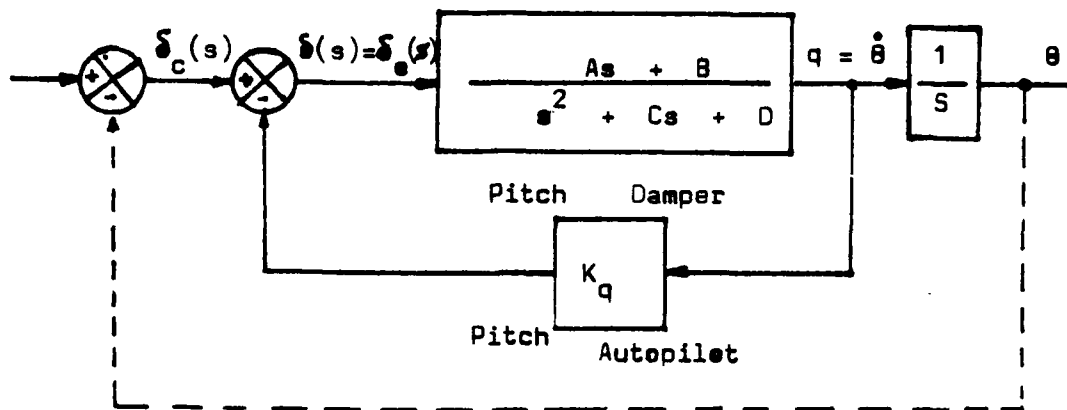 δc(s)
δ(s)=δe(s)
As + B
s² + Cs + D
q = θ̇
1
S
θ
+
-
+
-
Pitch Damper
Kq
Pitch Autopilot